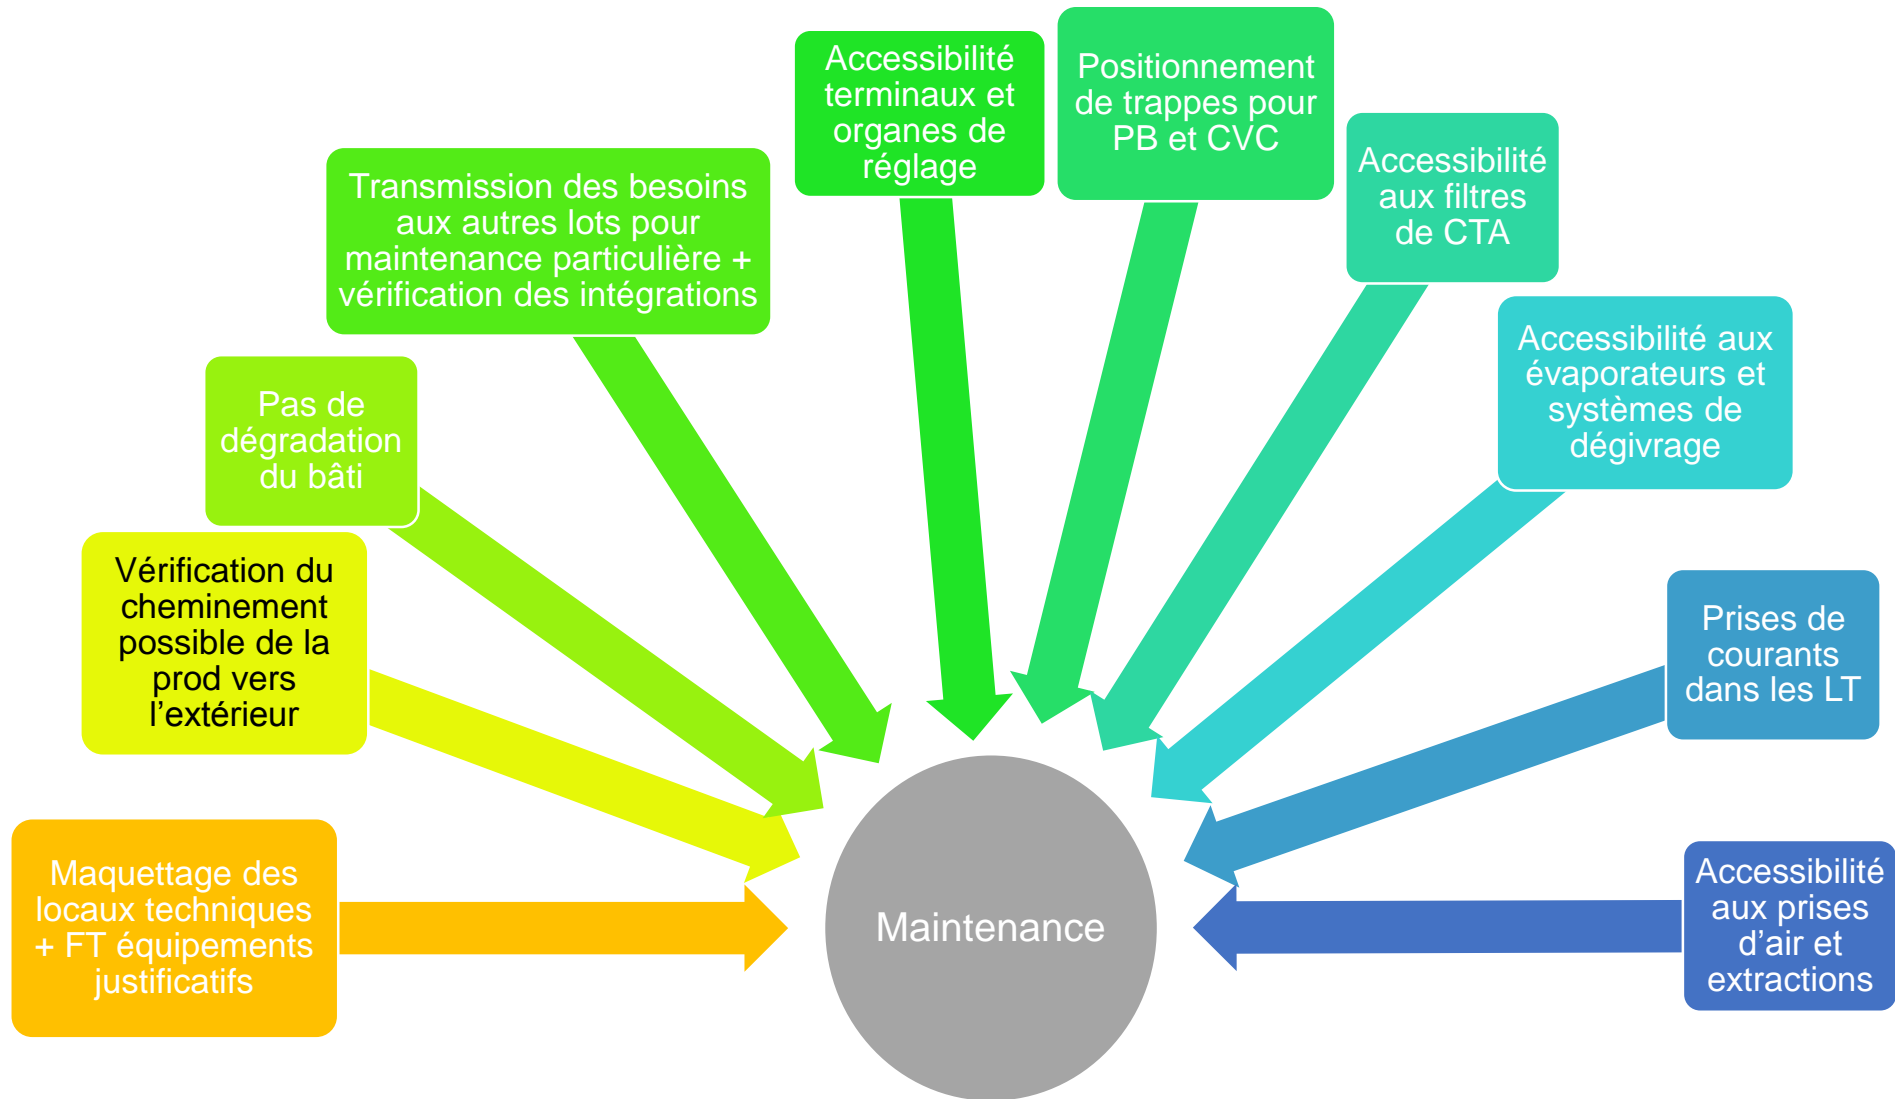 Maquettage des
locaux techniques
+ FT équipements
justificatifs
Vérification du
cheminement
possible de la
prod vers
l’extérieur
Pas de
dégradation
du bâti
Transmission des besoins
aux autres lots pour
maintenance particulière +
vérification des intégrations
Accessibilité
terminaux et
organes de
réglage
Positionnement
de trappes pour
PB et CVC
Accessibilité
aux filtres
de CTA
Accessibilité aux
évaporateurs et
systèmes de
dégivrage
Prises de
courants
dans les LT
Accessibilité
aux prises
d’air et
extractions
Maintenance